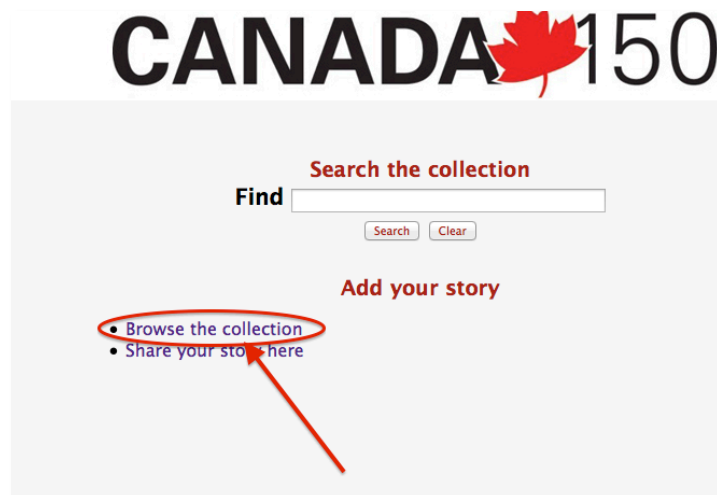 CANADA 150
Search the collection
Find
Search Clear
Add your story
• Browse the collection
• Share your story here